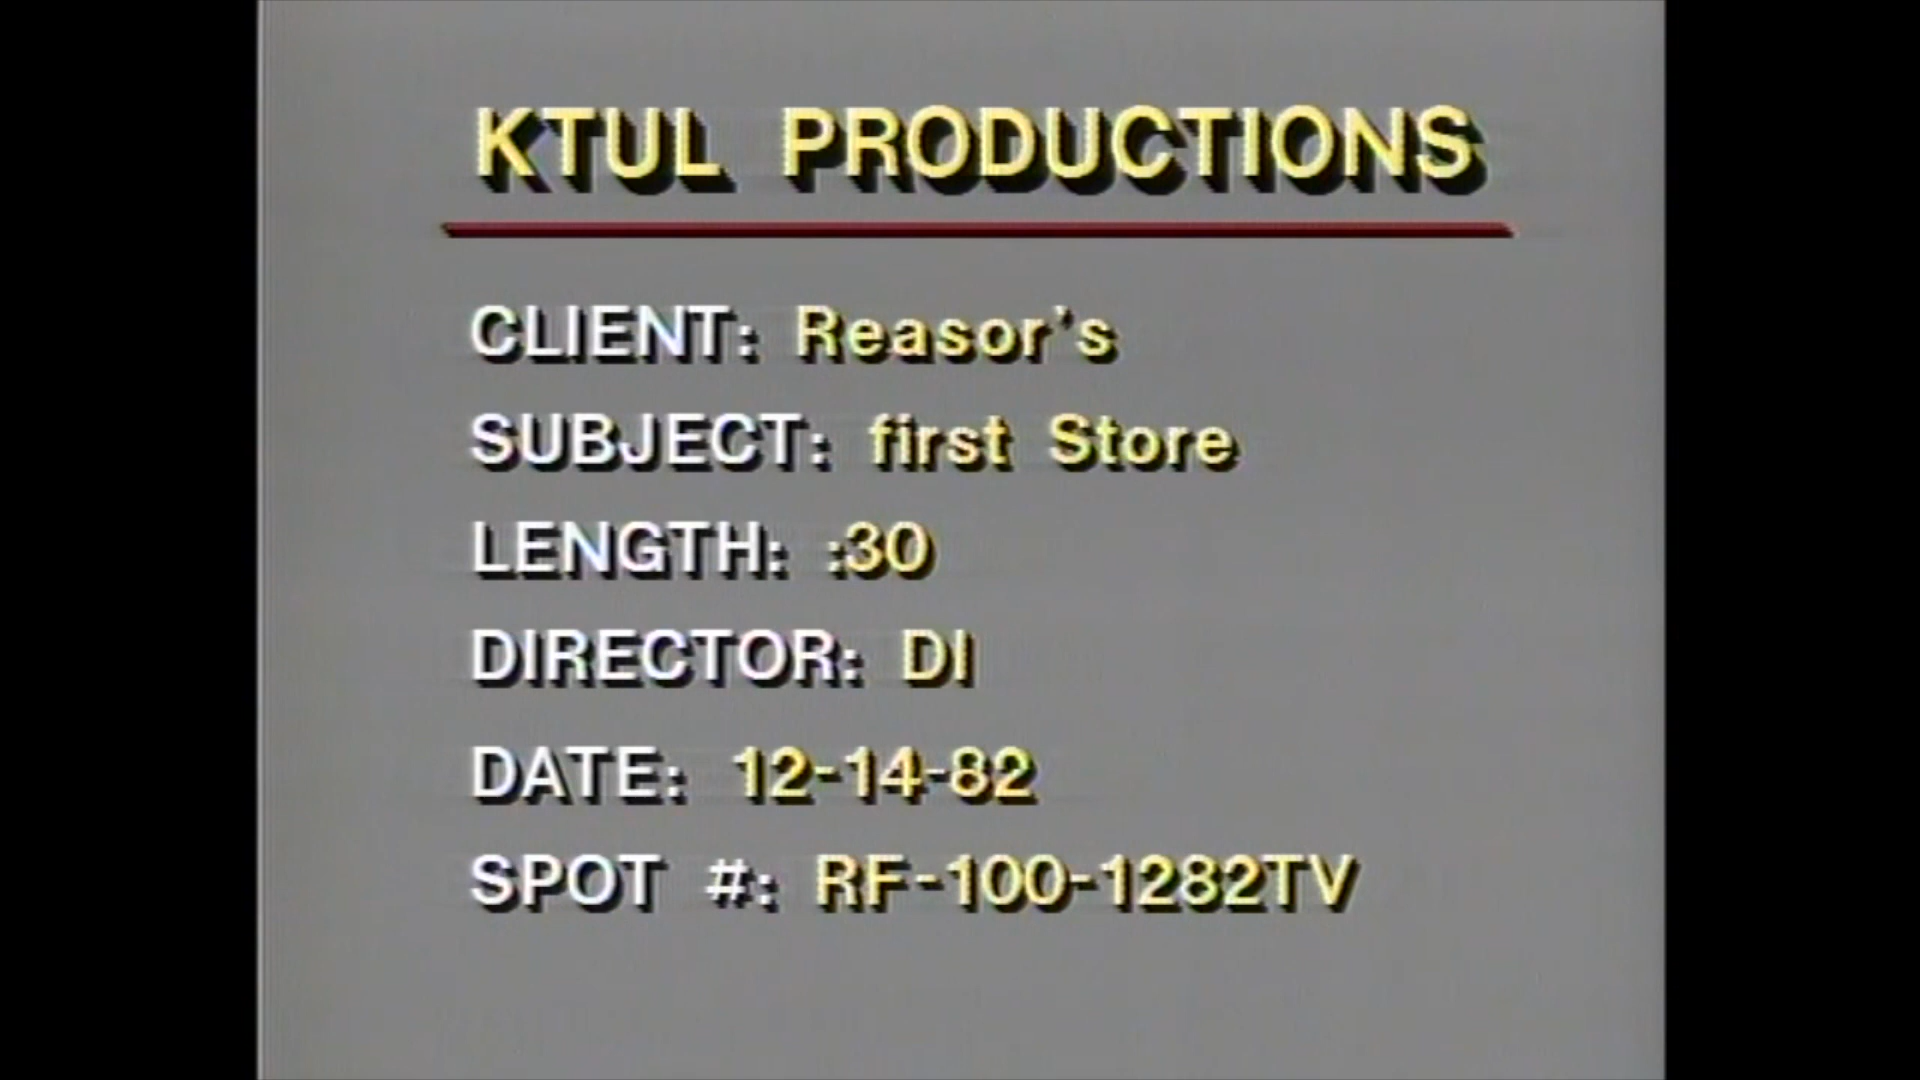 KTUL PRODUCTIONS
CLIENT: Reasor's
SUBJECT: first Store
LENGTH: :30
DIRECTOR: DI
DATE: 12-14-82
SPOT #: RF-100-1282TV